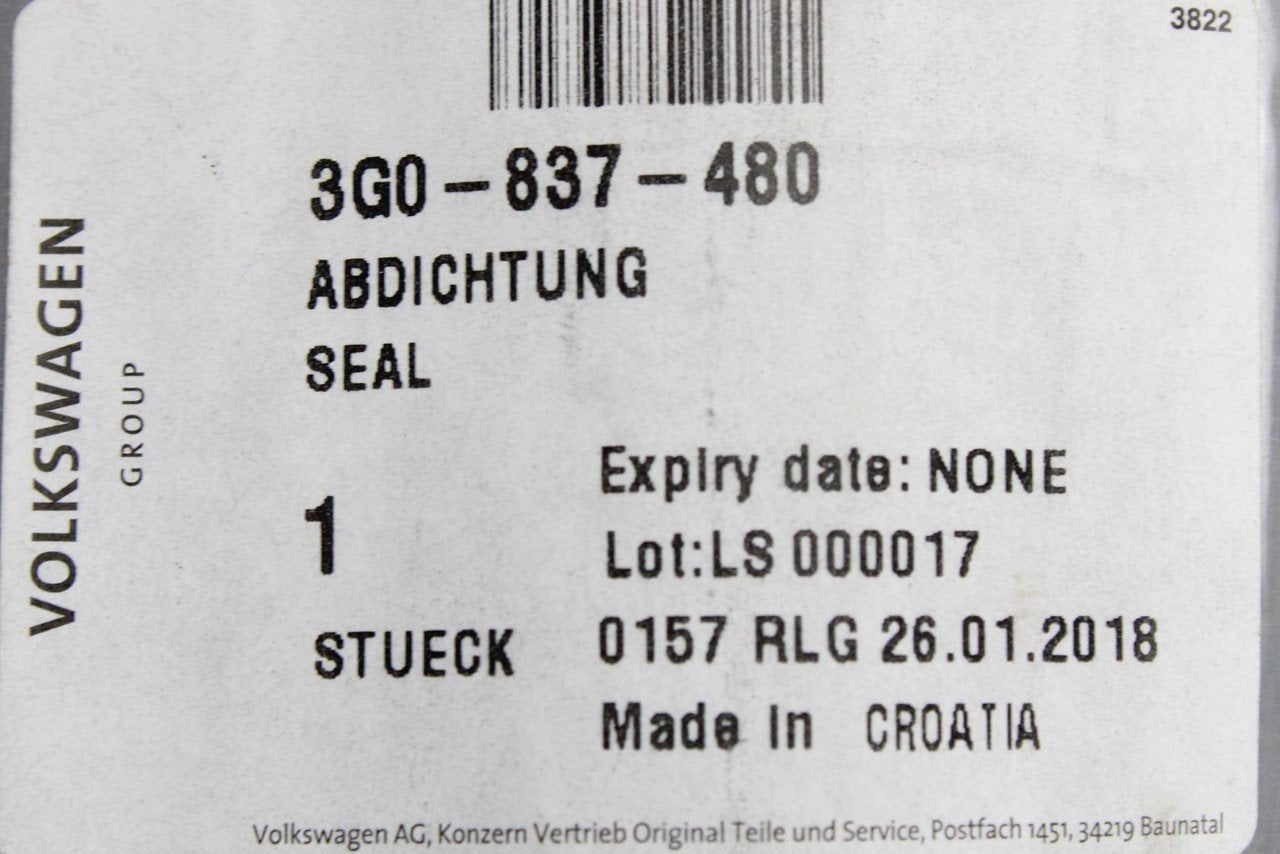 3822
3G0-837-480
ABDICHTUNG
SEAL
VOLKSWAGEN
GROUP
1
STUECK
Expiry date: NONE
Lot:LS 000017
0157 RLG 26.01.2018
Made In CROATIA
Volkswagen AG, Konzern Vertrieb Original Teile und Service, Postfach 1451, 34219 Baunatal